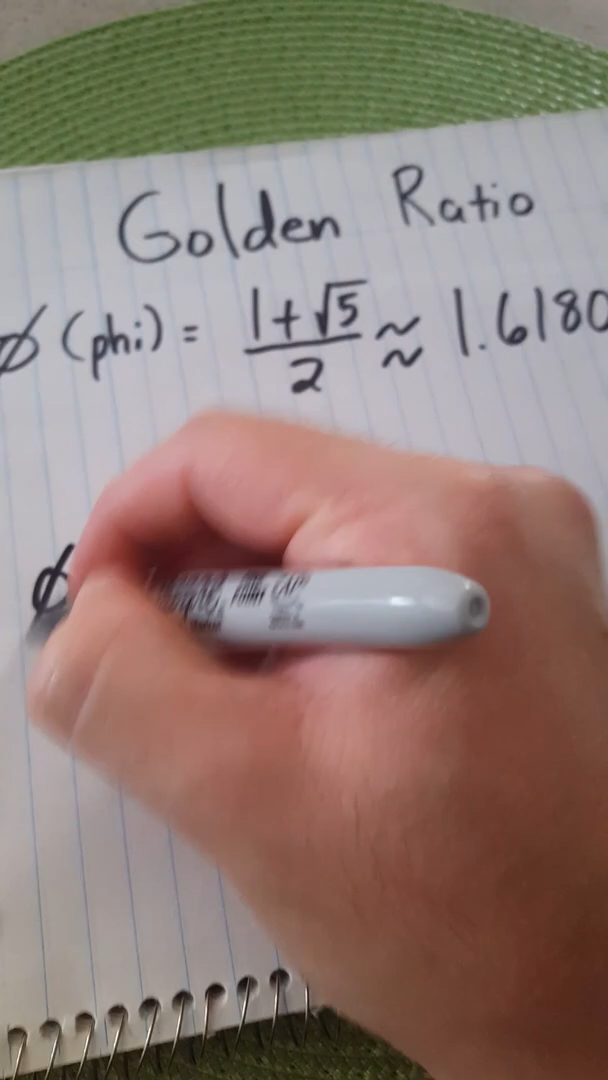 Golden Ratio
ϕ (phi) = 1+√5/2 ≈ 1.6180
ϕ